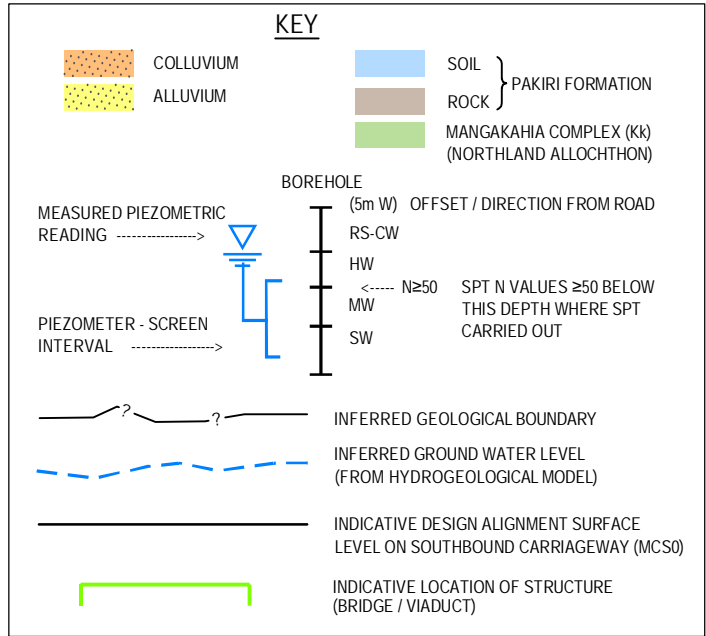 KEY
COLLUVIUM
ALLUVIUM
SOIL
ROCK
PAKIRI FORMATION
MANGAKAHIA COMPLEX (Kk)
(NORTHLAND ALLOCHTHON)
BOREHOLE
(5m W) OFFSET / DIRECTION FROM ROAD
MEASURED PIEZOMETRIC
READING ---------------->
RS-CW
HW
<----- N≥50 SPT N VALUES ≥50 BELOW
THIS DEPTH WHERE SPT
CARRIED OUT
MW
SW
PIEZOMETER - SCREEN
INTERVAL ---------------->
? ?
INFERRED GEOLOGICAL BOUNDARY
INFERRED GROUND WATER LEVEL
(FROM HYDROGEOLOGICAL MODEL)
INDICATIVE DESIGN ALIGNMENT SURFACE
LEVEL ON SOUTHBOUND CARRIAGEWAY (MCS0)
INDICATIVE LOCATION OF STRUCTURE
(BRIDGE / VIADUCT)